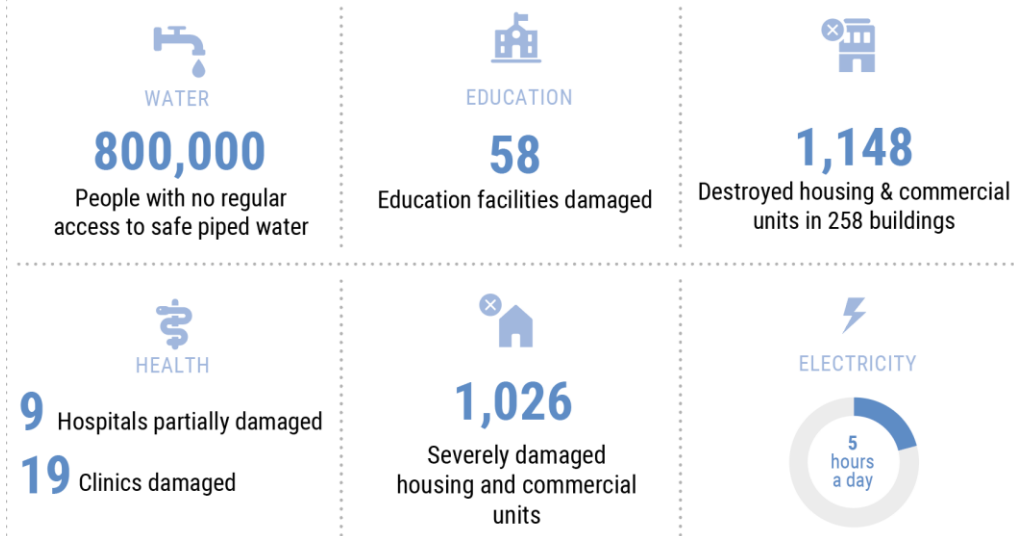 WATER
800,000
People with no regular
access to safe piped water
EDUCATION
58
Education facilities damaged
1,148
Destroyed housing & commercial
units in 258 buildings
HEALTH
9 Hospitals partially damaged
19 Clinics damaged
1,026
Severely damaged
housing and commercial
units
ELECTRICITY
5
hours
a day